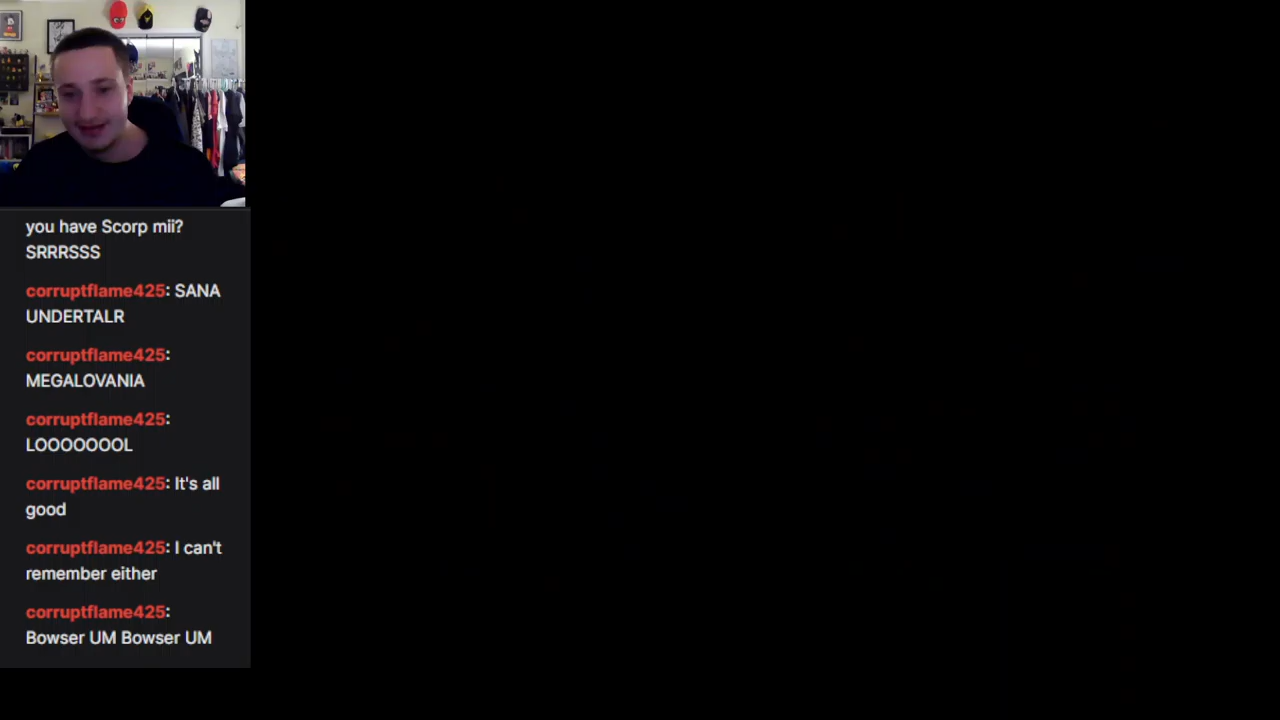 you have Scorp mii?
SRRRSSS
corruptflame425: SANA
UNDERTALR
corruptflame425:
MEGALOVANIA
corruptflame425:
LOOOOOOOL
corruptflame425: It's all
good
corruptflame425: I can't
remember either
corruptflame425:
Bowser UM Bowser UM